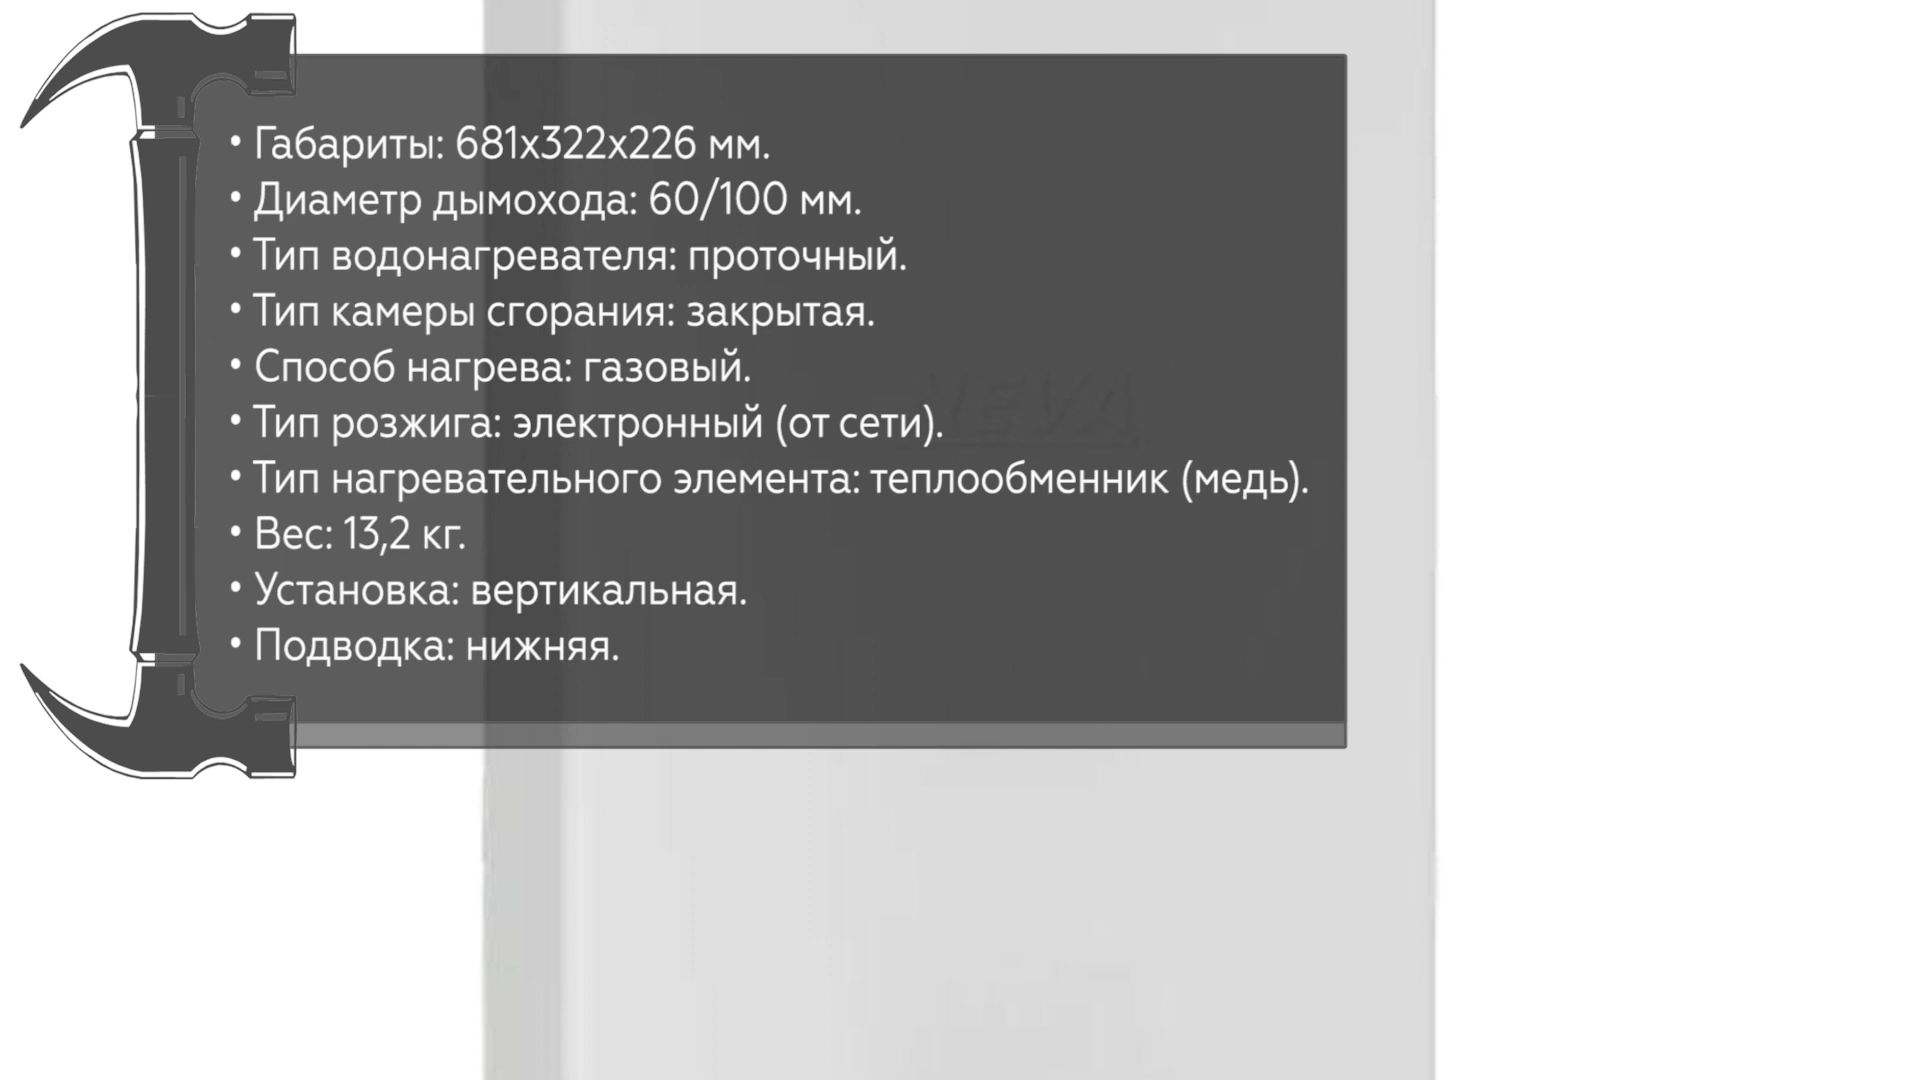 • Габариты: 681х322х226 мм.
• Диаметр дымохода: 60/100 мм.
• Тип водонагревателя: проточный.
• Тип камеры сгорания: закрытая.
• Способ нагрева: газовый.
• Тип розжига: электронный (от сети).
• Тип нагревательного элемента: теплообменник (медь).
• Вес: 13,2 кг.
• Установка: вертикальная.
• Подводка: нижняя.